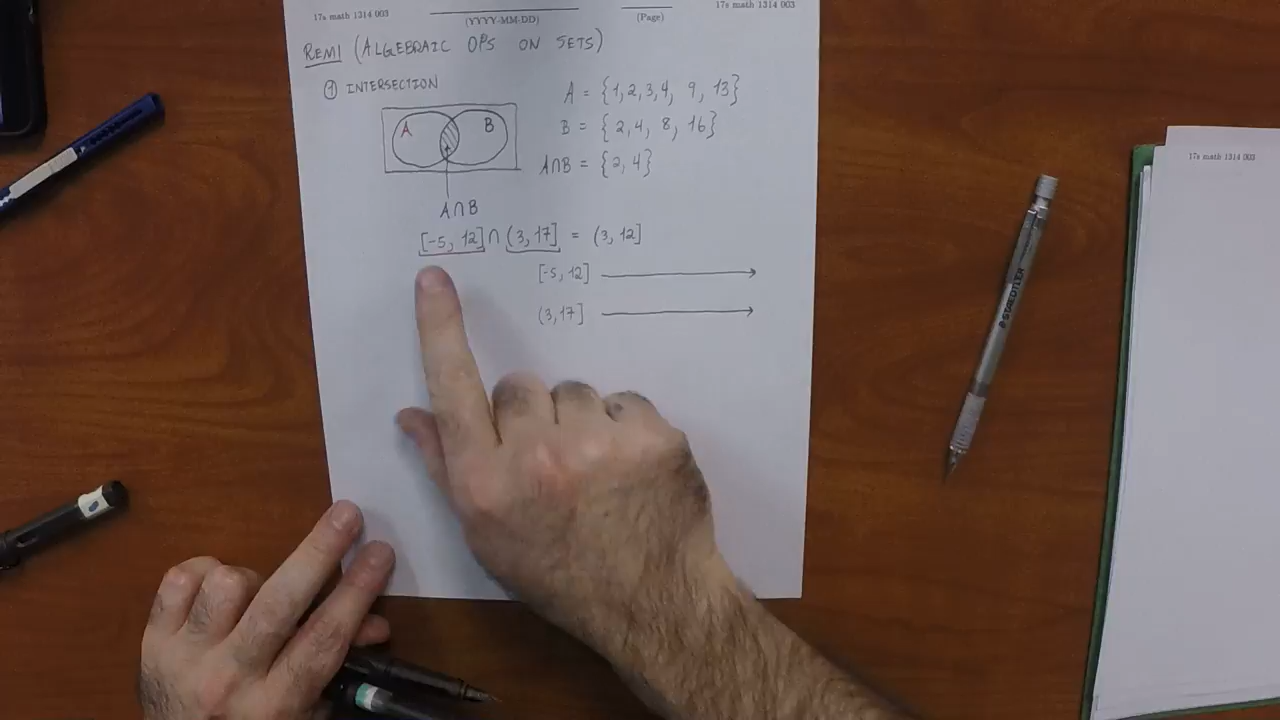 17s math 1314 003
(YYYY-MM-DD)
(Page)
17s math 1314 003
REM1 (ALGEBRAIC OPS ON SETS)
① INTERSECTION
A B
A∩B
A = {1,2,3,4, 9, 13}
B = {2,4, 8, 16}
A∩B = {2,4}
[-5, 12] ∩ (3,17] = (3,12]
[-5, 12]
(3,17]
STAEDTLER
17s math 1314 003